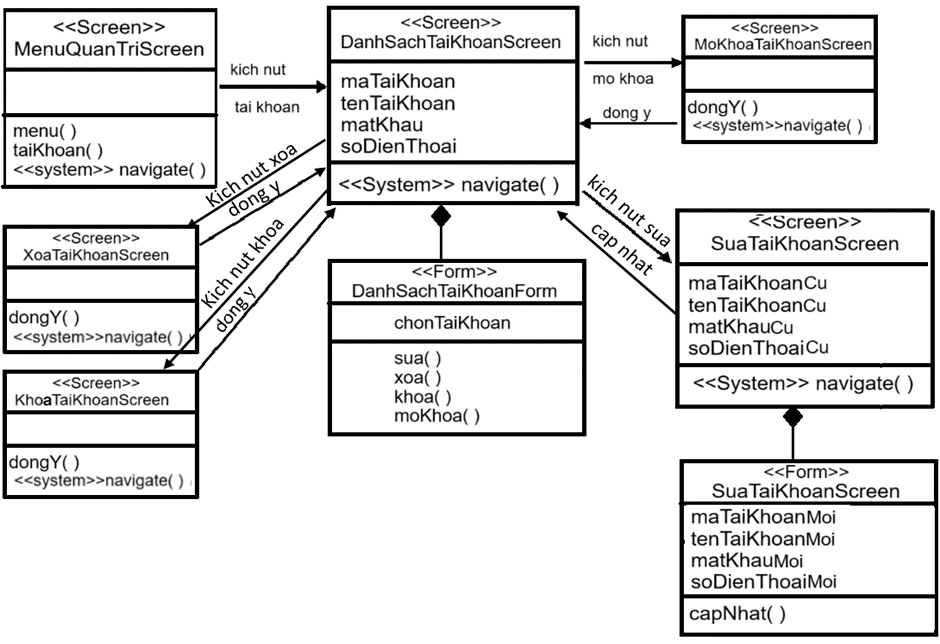 <<Screen>>
MenuQuanTriScreen
menu( )
taiKhoan( )
<<system>> navigate( )
kich nut
tai khoan
<<Screen>>
DanhSachTaiKhoanScreen
maTaiKhoan
tenTaiKhoan
matKhau
soDienThoai
<<System>> navigate( )
kich nut
mo khoa
dong y
<<Screen>>
MoKhoaTaiKhoanScreen
dongY( )
<<system>>navigate( )
Kich nut xoa
dong y
<<Screen>>
XoaTaiKhoanScreen
dongY( )
<<system>>navigate( )
Kich nut khoa
dong y
<<Screen>>
KhoaTaiKhoanScreen
dongY( )
<<system>>navigate( )
<<Form>>
DanhSachTaiKhoanForm
chonTaiKhoan
sua( )
xoa( )
khoa( )
moKhoa( )
kich nut sua
cap nhat
<<Screen>>
SuaTaiKhoanScreen
maTaiKhoanCu
tenTaiKhoanCu
matKhauCu
soDienThoaiCu
<<System>> navigate( )
<<Form>>
SuaTaiKhoanScreen
maTaiKhoanMoi
tenTaiKhoanMoi
matKhauMoi
soDienThoaiMoi
capNhat( )